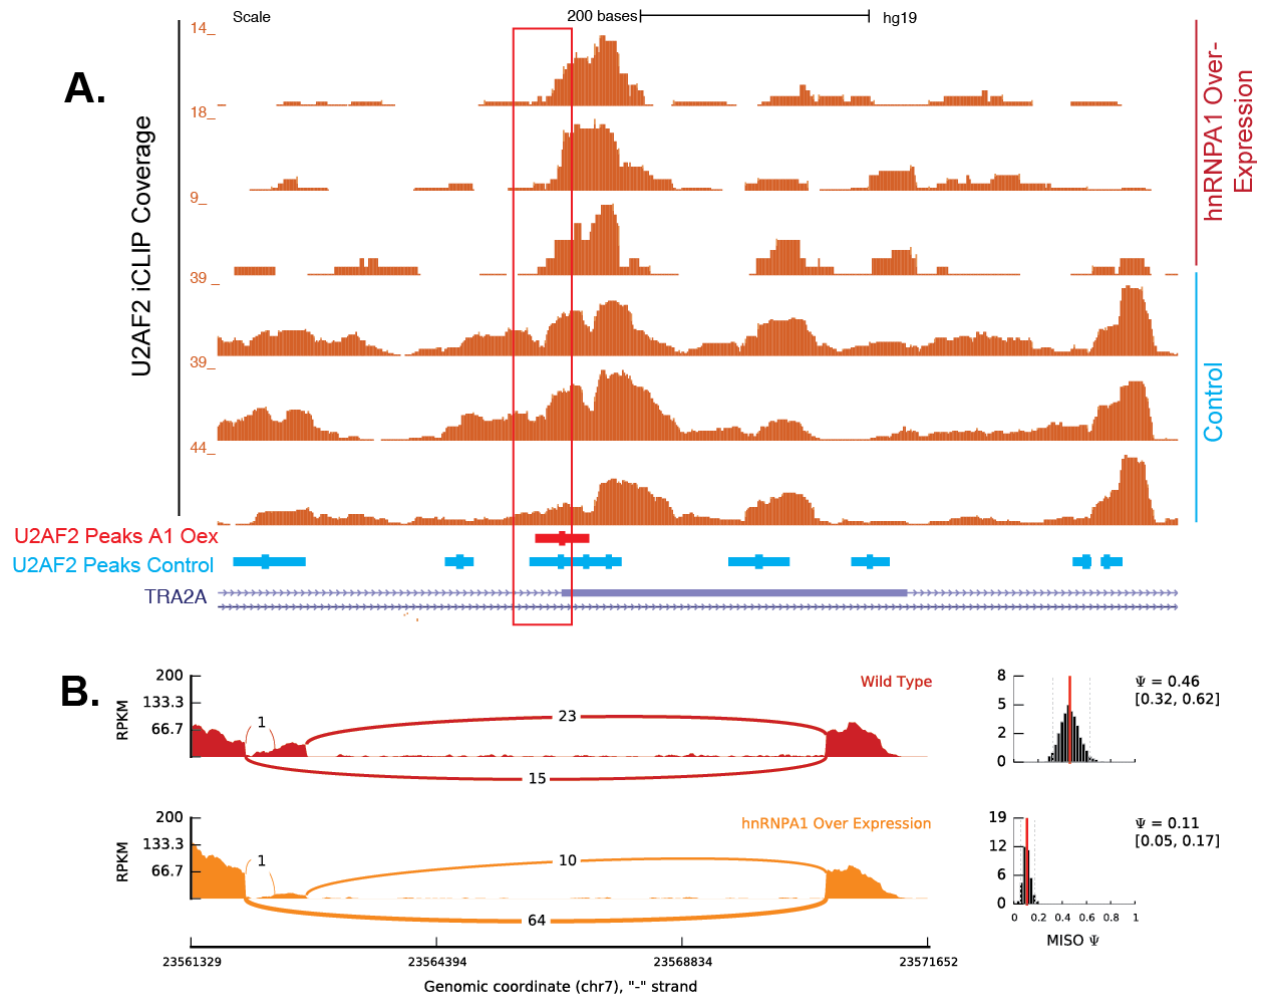 Scale
200 bases
hg19
A.
U2AF2 iCLIP Coverage
14_
18_
9_
39_
39_
44_
hnRNPA1 Over-
Expression
Control
U2AF2 Peaks A1 Oex
U2AF2 Peaks Control
TRA2A
B.
200
133.3
66.7
RPKM
Wild Type
1
23
15
8
5
2
0
Ψ = 0.46
[0.32, 0.62]
200
133.3
66.7
RPKM
hnRNPA1 Over Expression
1
10
64
19
12
6
0
Ψ = 0.11
[0.05, 0.17]
0 0.2 0.4 0.6 0.8 1
MISO Ψ
23561329 23564394 23568834 23571652
Genomic coordinate (chr7), "-" strand